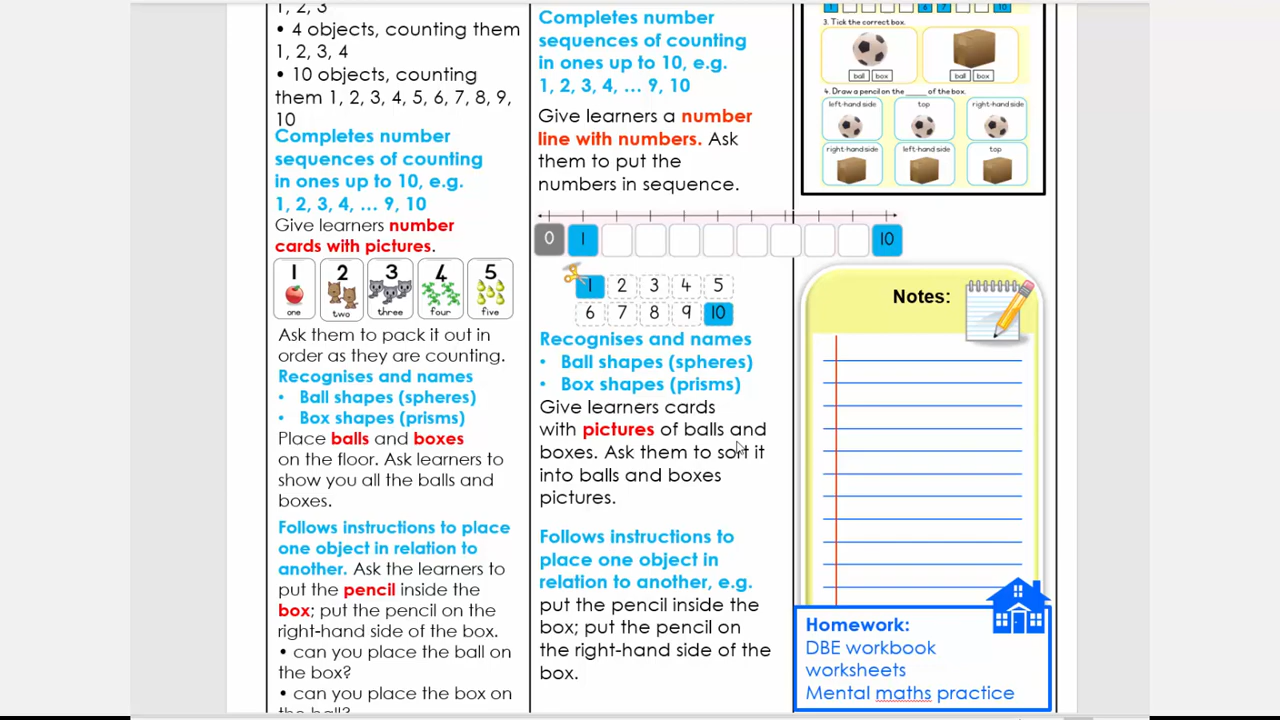 1, 2, 3
• 4 objects, counting them
1, 2, 3, 4
• 10 objects, counting
them 1, 2, 3, 4, 5, 6, 7, 8, 9,
10
Completes number
sequences of counting
in ones up to 10, e.g.
1, 2, 3, 4, … 9, 10
Give learners number
cards with pictures.
1 2 3 4 5
one two three four five
Ask them to pack it out in
order as they are counting.
Recognises and names
• Ball shapes (spheres)
• Box shapes (prisms)
Place balls and boxes
on the floor. Ask learners to
show you all the balls and
boxes.
Follows instructions to place
one object in relation to
another. Ask the learners to
put the pencil inside the
box; put the pencil on the
right-hand side of the box.
• can you place the ball on
the box?
• can you place the box on
the ball?
Completes number
sequences of counting
in ones up to 10, e.g.
1, 2, 3, 4, … 9, 10
Give learners a number
line with numbers. Ask
them to put the
numbers in sequence.
0 1 10
1 2 3 4 5
6 7 8 9 10
Recognises and names
• Ball shapes (spheres)
• Box shapes (prisms)
Give learners cards
with pictures of balls and
boxes. Ask them to sort it
into balls and boxes
pictures.
Follows instructions to
place one object in
relation to another, e.g.
put the pencil inside the
box; put the pencil on
the right-hand side of the
box.
1 6 7 10
3. Tick the correct box.
ball box ball box
4. Draw a pencil on the _____ of the box.
left-hand side top right-hand side
right-hand side left-hand side top
Notes:
Homework:
DBE workbook
worksheets
Mental maths practice